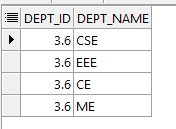 DEPT_ID DEPT_NAME
3.6 CSE
3.6 EEE
3.6 CE
3.6 ME